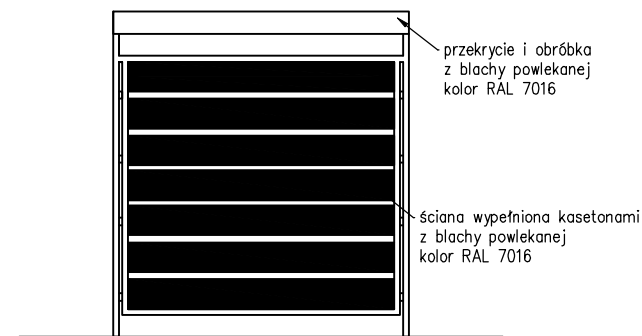 przekrycie i obróbka
z blachy powlekanej
kolor RAL 7016
ściana wypełniona kasetonami
z blachy powlekanej
kolor RAL 7016